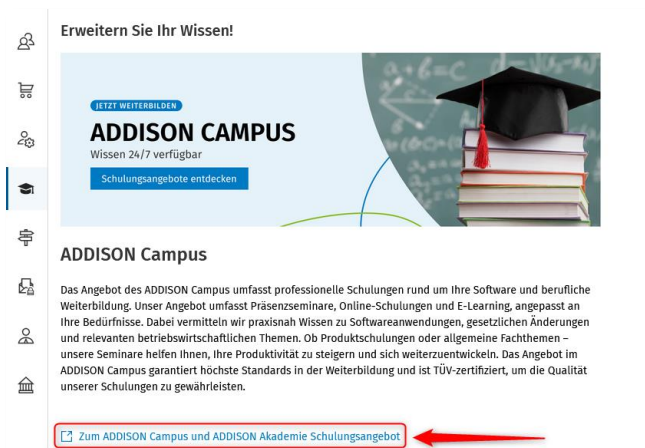 Erweitern Sie Ihr Wissen!
JETZT WEITERBILDEN
ADDISON CAMPUS
Wissen 24/7 verfügbar
Schulungsangebote entdecken
ADDISON Campus
Das Angebot des ADDISON Campus umfasst professionelle Schulungen rund um Ihre Software und berufliche
Weiterbildung. Unser Angebot umfasst Präsenzseminare, Online-Schulungen und E-Learning, angepasst an
Ihre Bedürfnisse. Dabei vermitteln wir praxisnah Wissen zu Softwareanwendungen, gesetzlichen Änderungen
und relevanten betriebswirtschaftlichen Themen. Ob Produktschulungen oder allgemeine Fachthemen –
unsere Seminare helfen Ihnen, Ihre Produktivität zu steigern und sich weiterzuentwickeln. Das Angebot im
ADDISON Campus garantiert höchste Standards in der Weiterbildung und ist TÜV-zertifiziert, um die Qualität
unserer Schulungen zu gewährleisten.
Zum ADDISON Campus und ADDISON Akademie Schulungsangebot